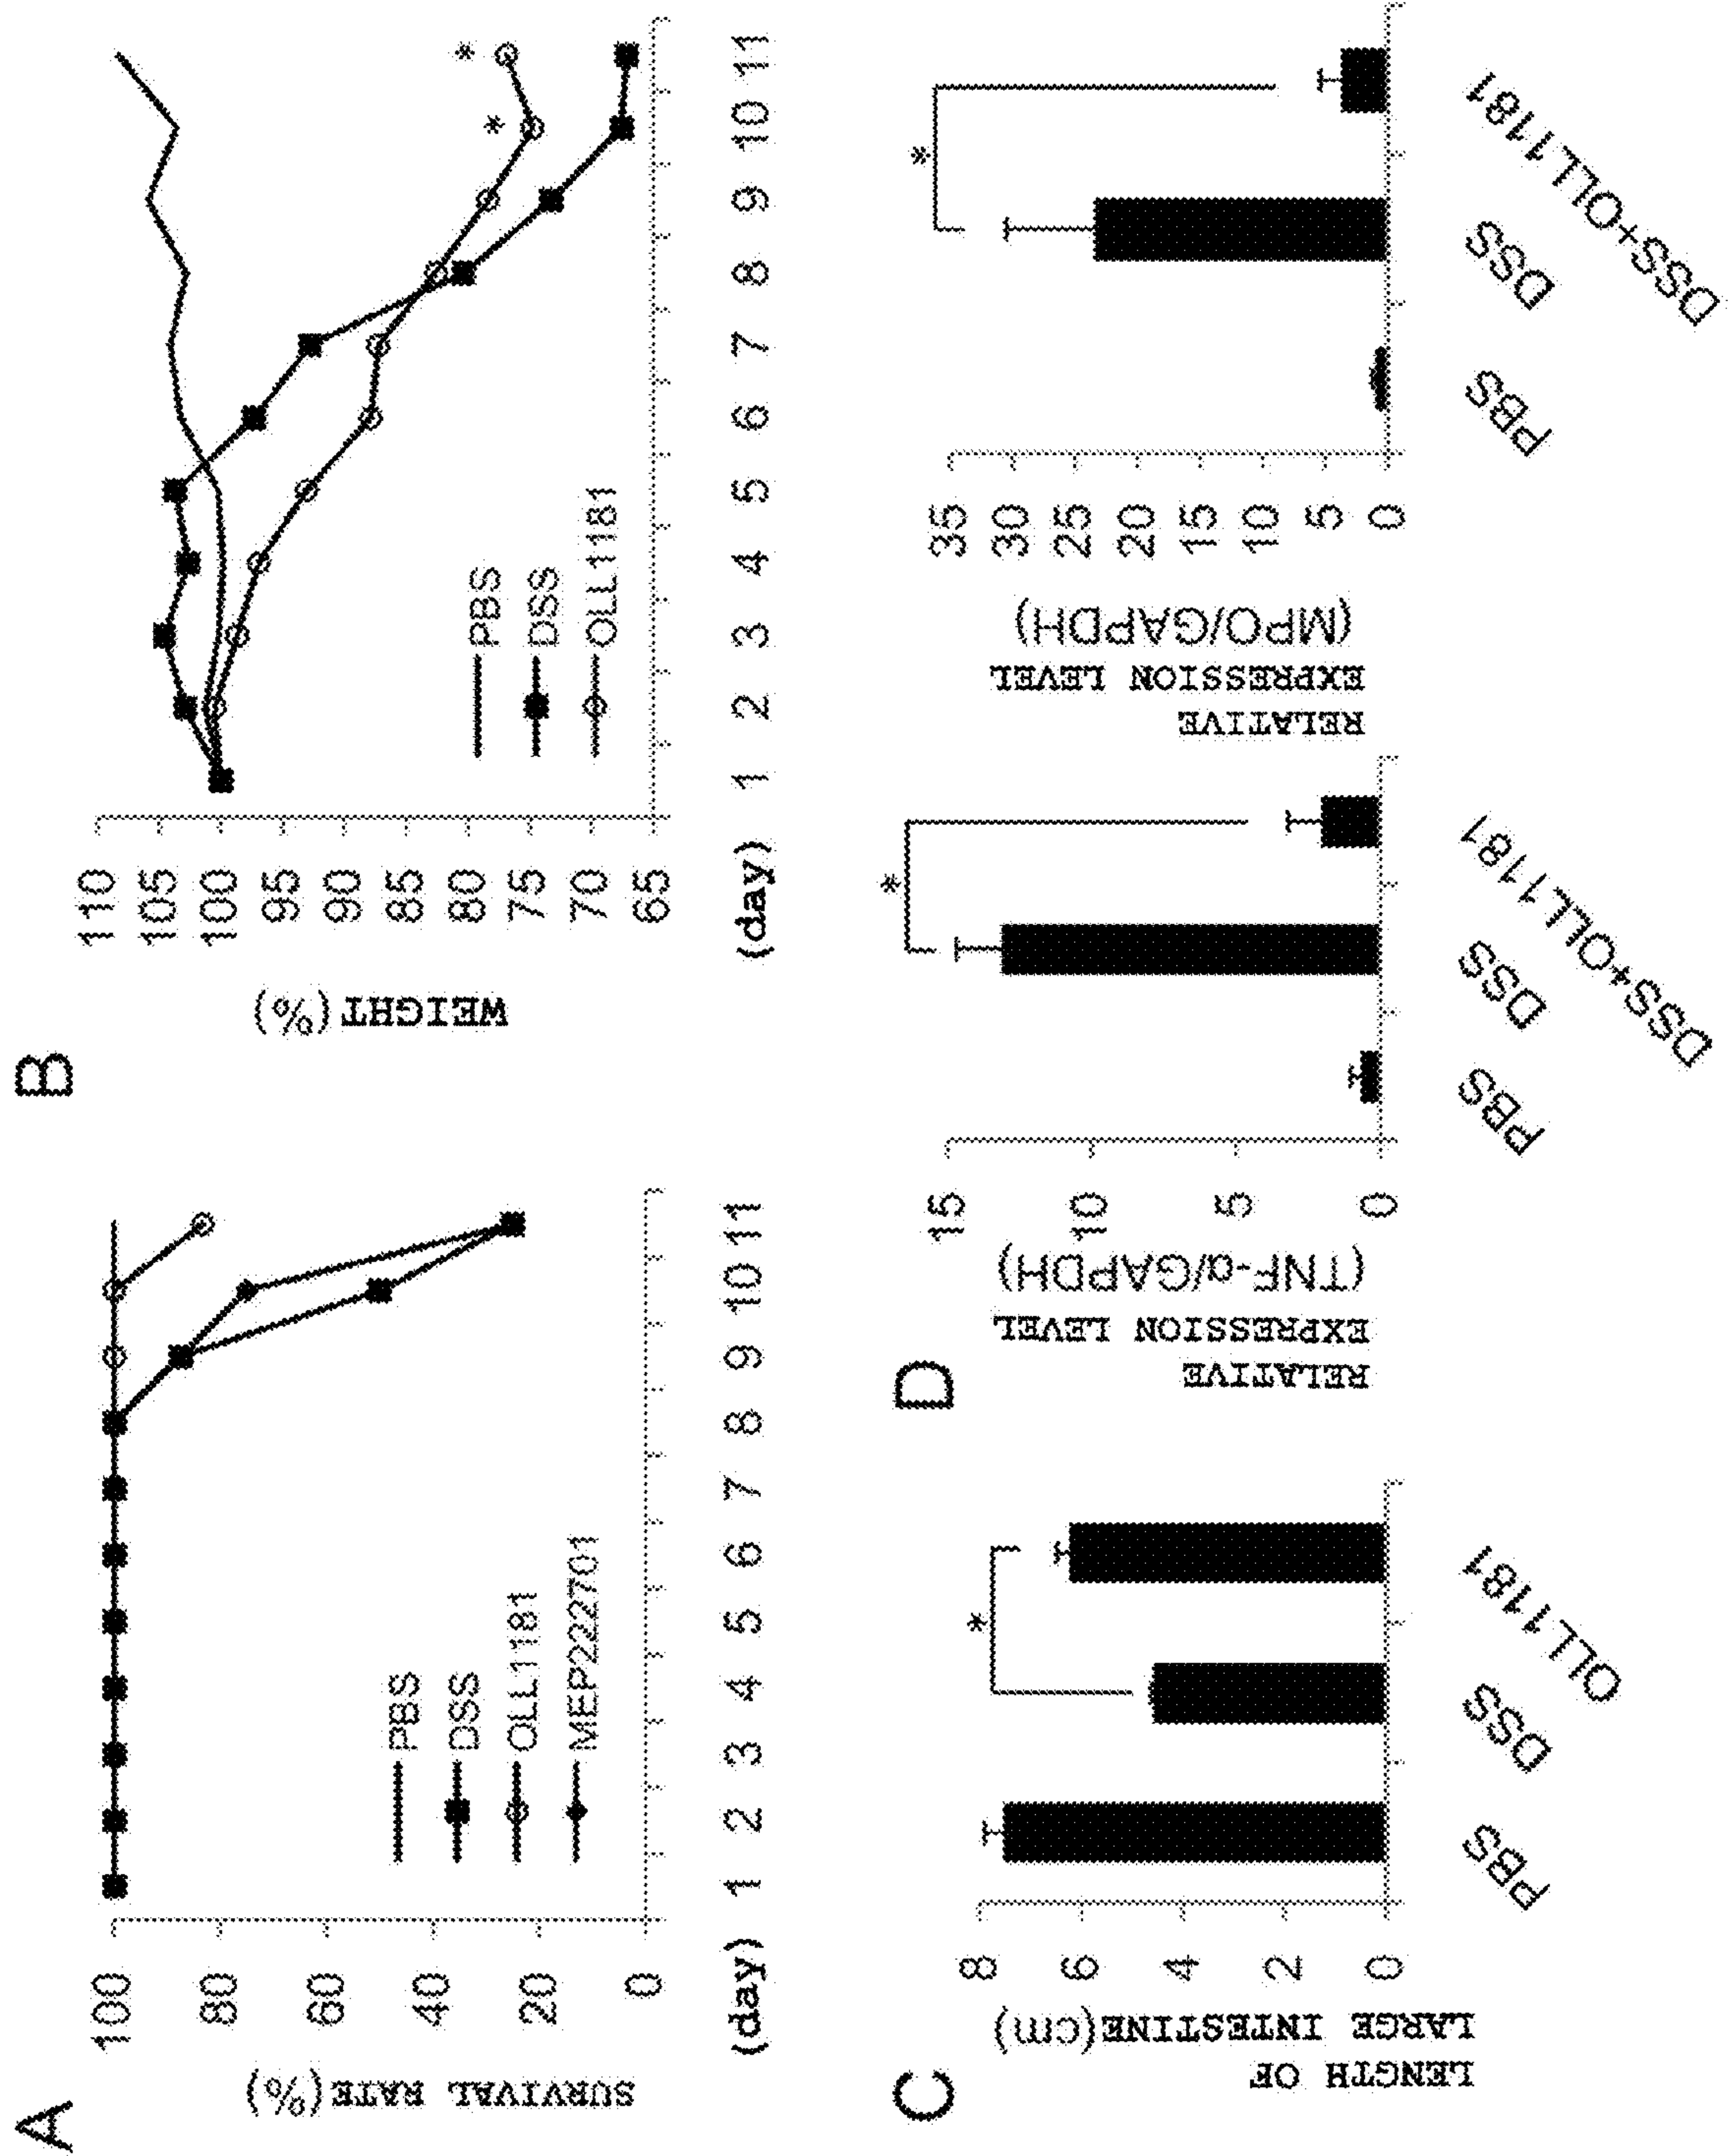 A
SURVIVAL RATE (%)
100
80
60
40
20
0
PBS
DSS
OLL1181
MEP222701
(day) 1 2 3 4 5 6 7 8 9 10 11
B
WEIGHT (%)
110
105
100
95
90
85
80
75
70
65
PBS
DSS
OLL1181
* *
(day) 1 2 3 4 5 6 7 8 9 10 11
C
LENGTH OF
LARGE INTESTINE (cm)
8
6
4
2
0
*
PBS DSS OLL1181
D
RELATIVE
EXPRESSION LEVEL
(TNF-α/GAPDH)
15
10
5
0
*
PBS DSS DSS+OLL1181
RELATIVE
EXPRESSION LEVEL
(MPO/GAPDH)
35
30
25
20
15
10
5
0
*
PBS DSS DSS+OLL1181